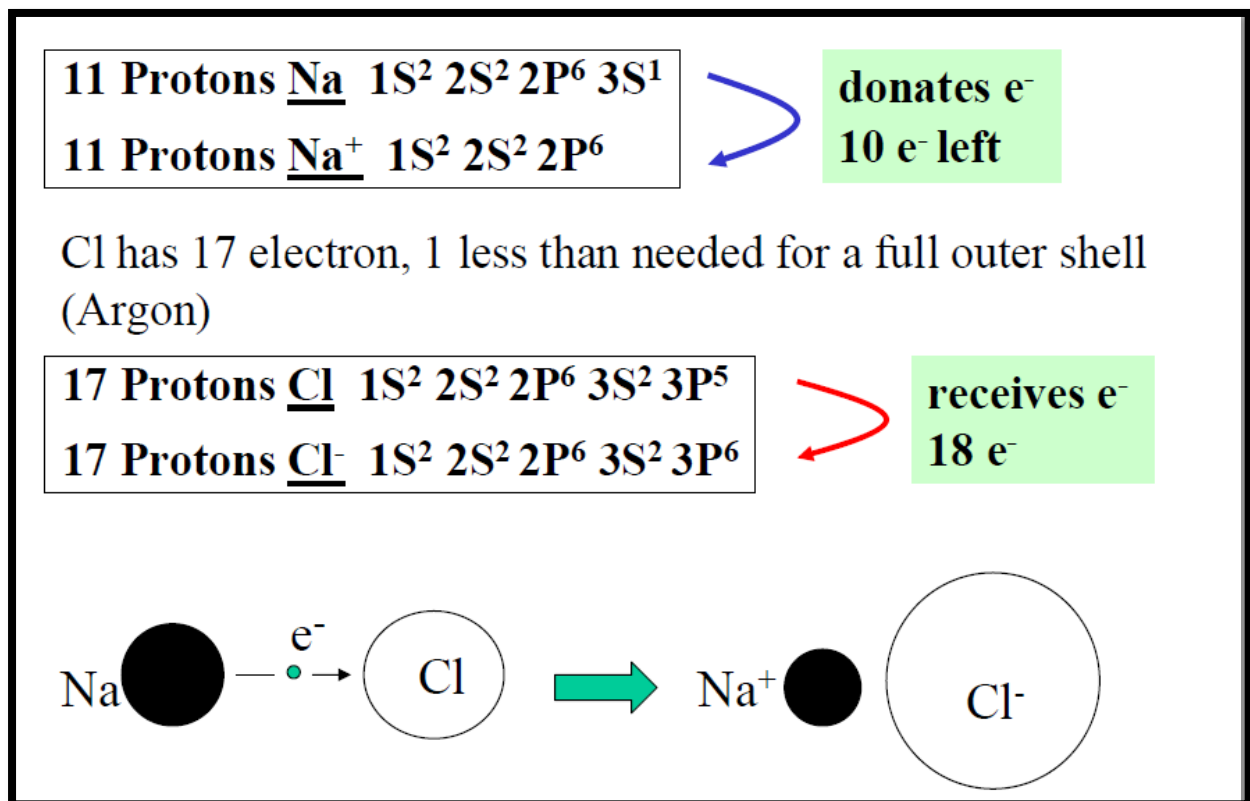 11 Protons Na 1S² 2S² 2P⁶ 3S¹
donates e⁻
11 Protons Na⁺ 1S² 2S² 2P⁶
10 e⁻ left
Cl has 17 electron, 1 less than needed for a full outer shell
(Argon)
17 Protons Cl 1S² 2S² 2P⁶ 3S² 3P⁵
receives e⁻
17 Protons Cl⁻ 1S² 2S² 2P⁶ 3S² 3P⁶
18 e⁻
e⁻
Na
Cl
Na⁺
Cl⁻